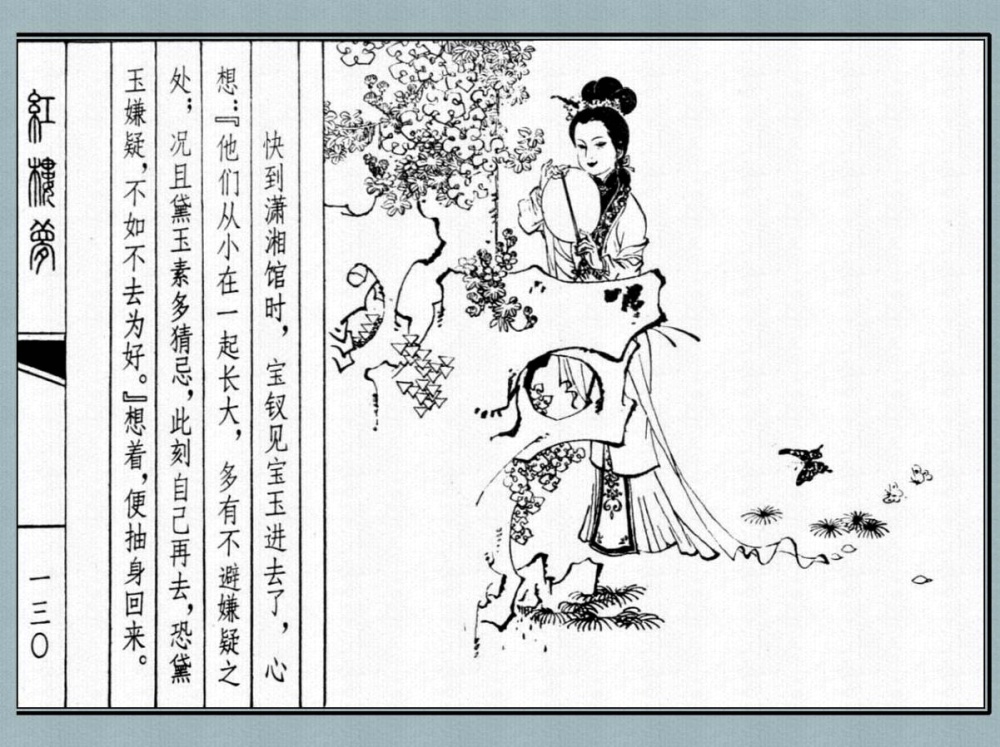 快到潇湘馆时，宝钗见宝玉进去了，心
想：『他们从小在一起长大，多有不避嫌疑之
处；况且黛玉素多猜忌，此刻自己再去，恐黛
玉嫌疑，不如不去为好。』想着，便抽身回来。
紅樓夢
一三〇